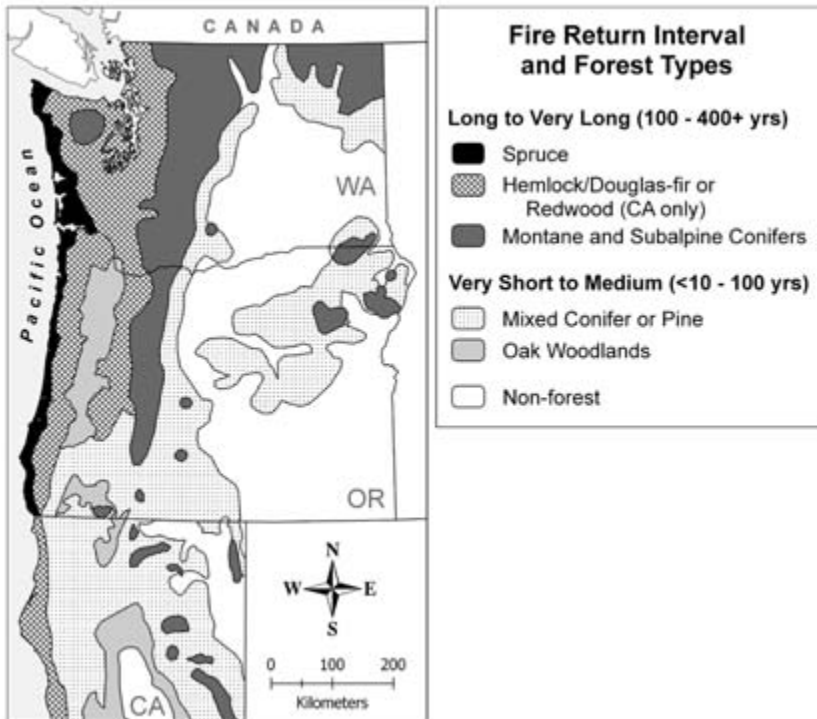 CANADA
Pacific Ocean
WA
OR
CA
N
W E
S
0 100 200
Kilometers
Fire Return Interval
and Forest Types
Long to Very Long (100 - 400+ yrs)
Spruce
Hemlock/Douglas-fir or
Redwood (CA only)
Montane and Subalpine Conifers
Very Short to Medium (<10 - 100 yrs)
Mixed Conifer or Pine
Oak Woodlands
Non-forest